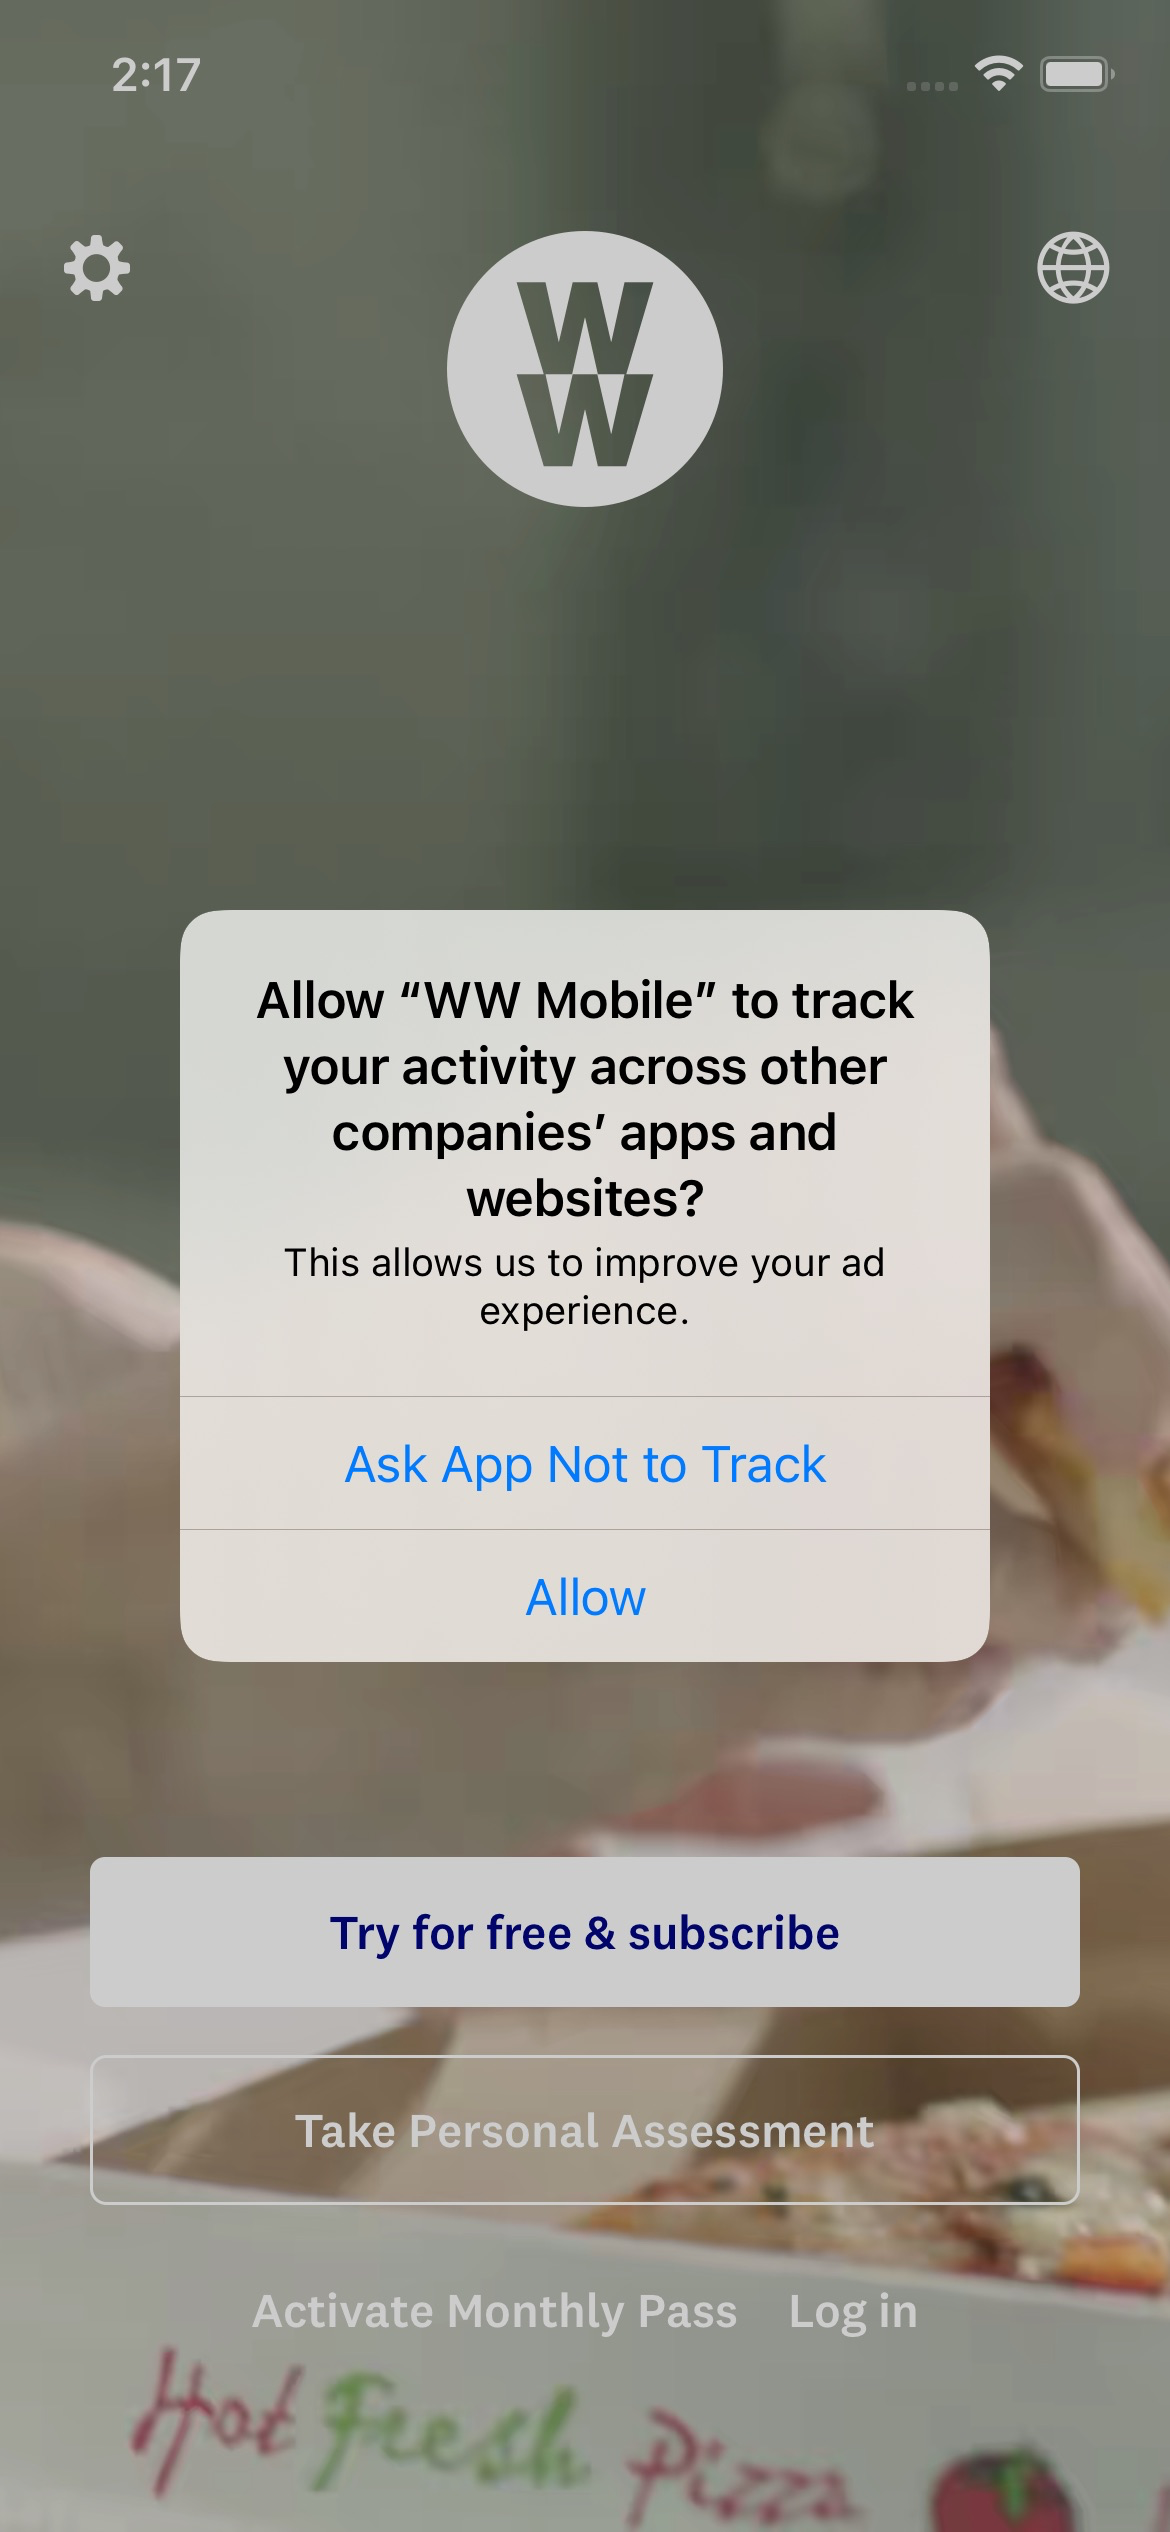 2:17
W
W
Allow “WW Mobile” to track
your activity across other
companies’ apps and
websites?
This allows us to improve your ad
experience.
Ask App Not to Track
Allow
Try for free & subscribe
Take Personal Assessment
Activate Monthly Pass Log in
Hot Fresh Pizza